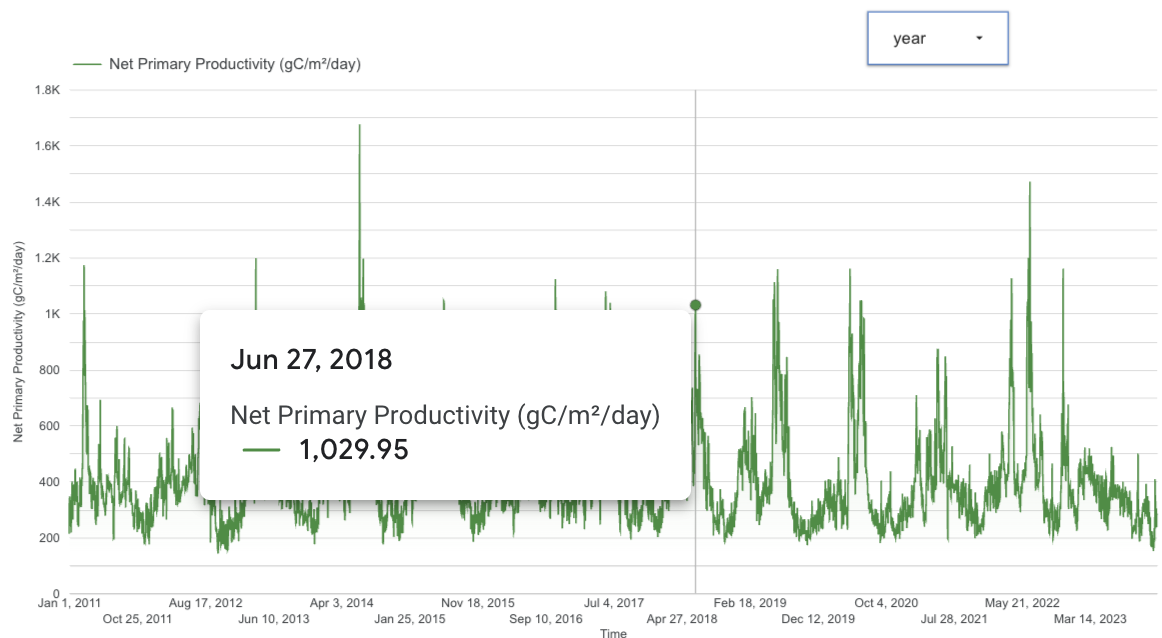 year
Net Primary Productivity (gC/m²/day)
1.8K
1.6K
1.4K
1.2K
1K
800
600
400
200
0
Net Primary Productivity (gC/m²/day)
Jun 27, 2018
Net Primary Productivity (gC/m²/day)
1,029.95
Jan 1, 2011
Aug 17, 2012
Apr 3, 2014
Nov 18, 2015
Jul 4, 2017
Feb 18, 2019
Oct 4, 2020
May 21, 2022
Oct 25, 2011
Jun 10, 2013
Jan 25, 2015
Sep 10, 2016
Apr 27, 2018
Dec 12, 2019
Jul 28, 2021
Mar 14, 2023
Time